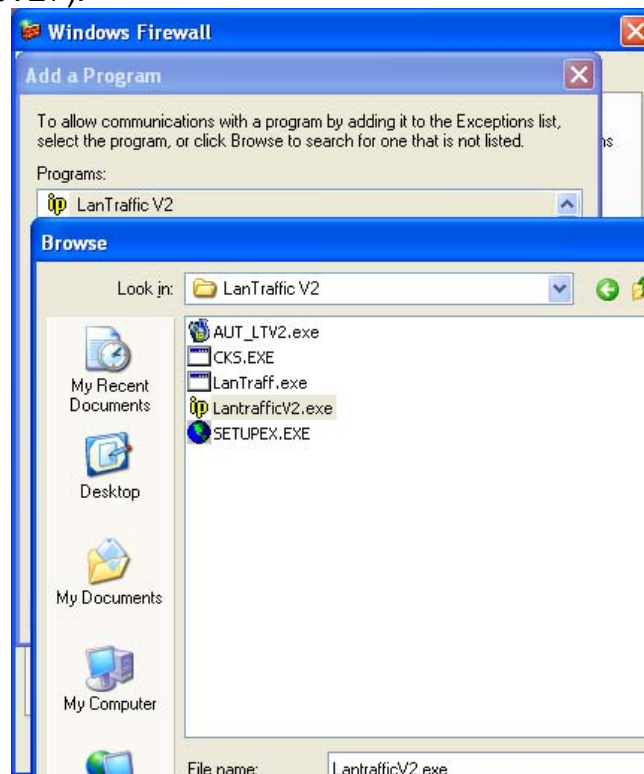 Windows Firewall
Add a Program
To allow communications with a program by adding it to the Exceptions list,
select the program, or click Browse to search for one that is not listed.
Programs:
LanTraffic V2
Browse
Look in:
LanTraffic V2
AUT_LTV2.exe
CKS.EXE
LanTraff.exe
LantrafficV2.exe
SETUPEX.EXE
My Recent
Documents
Desktop
My Documents
My Computer
File name:
LantrafficV2.exe